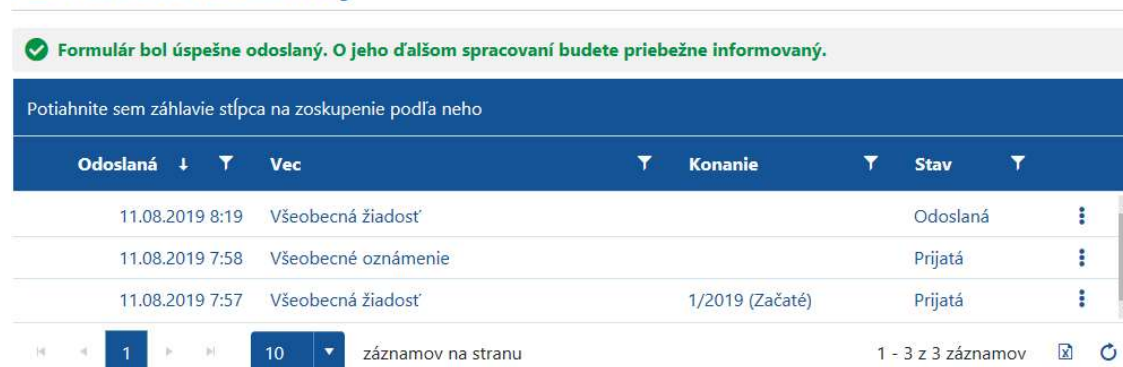 Formulár bol úspešne odoslaný. O jeho ďalšom spracovaní budete priebežne informovaný.
Potiahnite sem záhlavie stĺpca na zoskupenie podľa neho
Odoslaná Vec Konanie Stav
11.08.2019 8:19 Všeobecná žiadosť Odoslaná
11.08.2019 7:58 Všeobecné oznámenie Prijatá
11.08.2019 7:57 Všeobecná žiadosť 1/2019 (Začaté) Prijatá
1 10 záznamov na stranu 1 - 3 z 3 záznamov